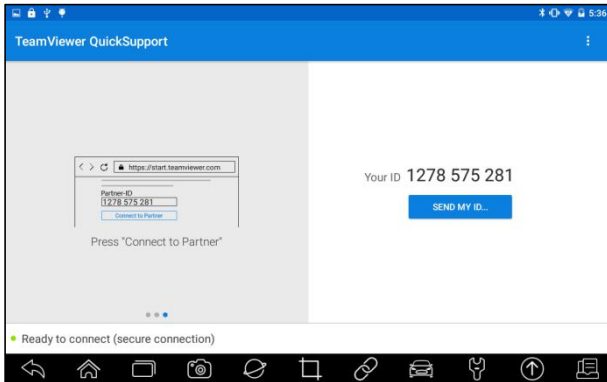 5:36
TeamViewer QuickSupport
https://start.teamviewer.com
Partner-ID
1278 575 281
Connect to Partner
Press "Connect to Partner"
Your ID 1278 575 281
SEND MY ID...
Ready to connect (secure connection)